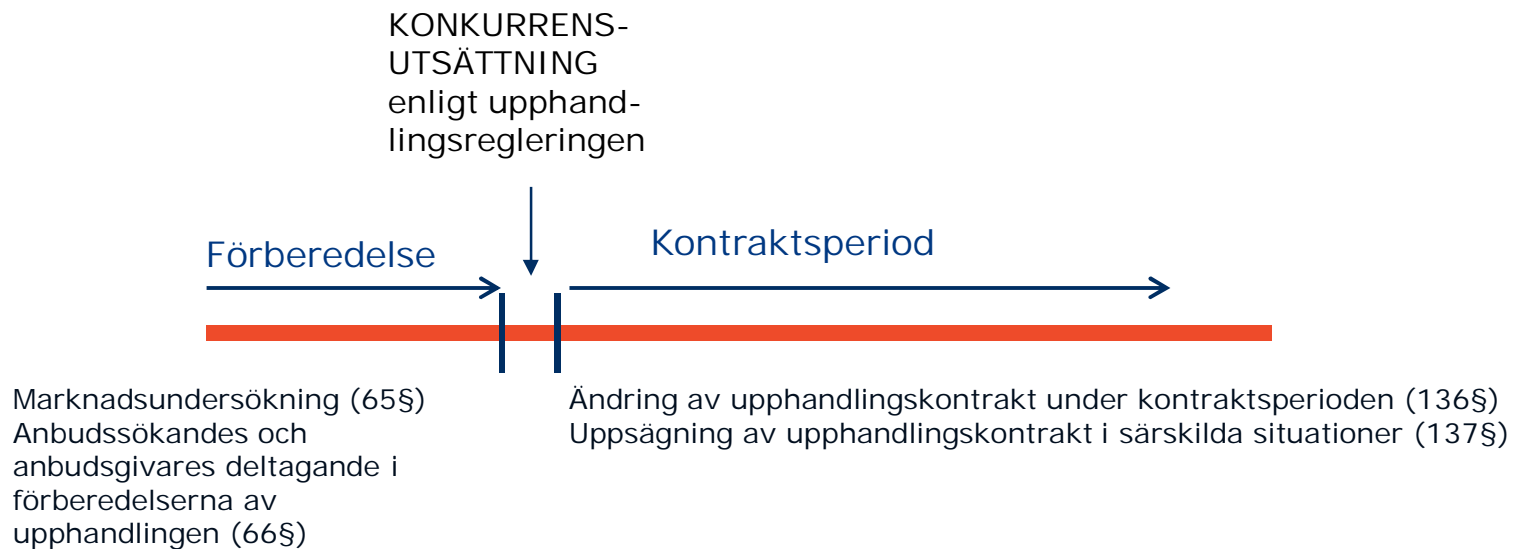 KONKURRENS-
UTSÄTTNING
enligt upphand-
lingsregleringen
Förberedelse
Kontraktsperiod
Marknadsundersökning (65§)
Anbudssökandes och
anbudsgivares deltagande i
förberedelserna av
upphandlingen (66§)
Ändring av upphandlingskontrakt under kontraktsperioden (136§)
Uppsägning av upphandlingskontrakt i särskilda situationer (137§)